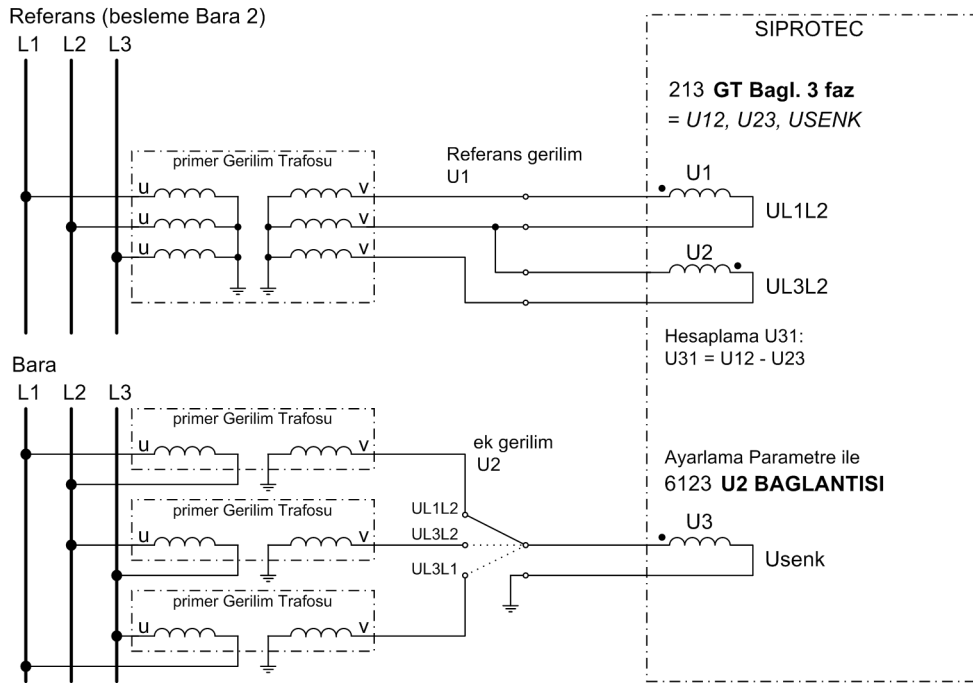 Referans (besleme Bara 2)
L1 L2 L3
SIPROTEC
213 GT Bagl. 3 faz
= U12, U23, USENK
primer Gerilim Trafosu
Referans gerilim
U1
u v
u v
u v
U1
UL1L2
U2
UL3L2
Hesaplama U31:
U31 = U12 - U23
Bara
L1 L2 L3
primer Gerilim Trafosu
u v
ek gerilim
U2
Ayarlama Parametre ile
6123 U2 BAGLANTISI
primer Gerilim Trafosu
u v
UL1L2
UL3L2
UL3L1
U3
Usenk
primer Gerilim Trafosu
u v